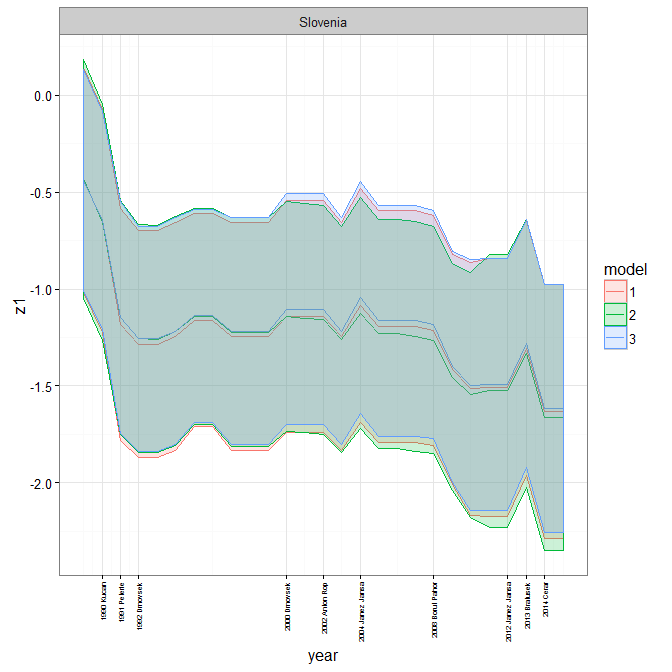 Slovenia
0.0
-0.5
-1.0
-1.5
-2.0
z1
1990 Kucan
1991 Peterle
1992 Drnovsek
2000 Drnovsek
2002 Anton Rop
2004 Janez Jansa
2008 Borut Pahor
2012 Janez Jansa
2013 Bratusek
2014 Cerar
year
model
1
2
3